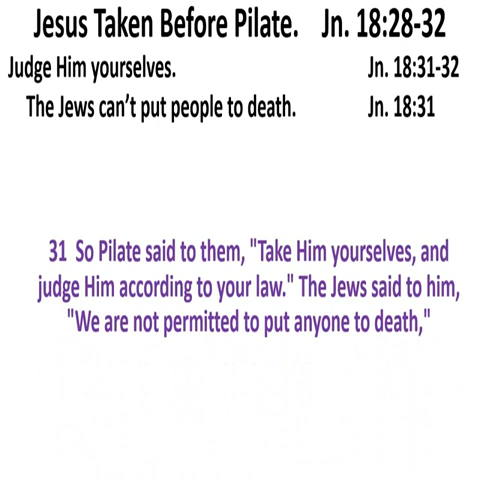 Jesus Taken Before Pilate. Jn. 18:28-32
Judge Him yourselves. Jn. 18:31-32
The Jews can't put people to death. Jn. 18:31
31 So Pilate said to them, "Take Him yourselves, and
judge Him according to your law." The Jews said to him,
"We are not permitted to put anyone to death,"